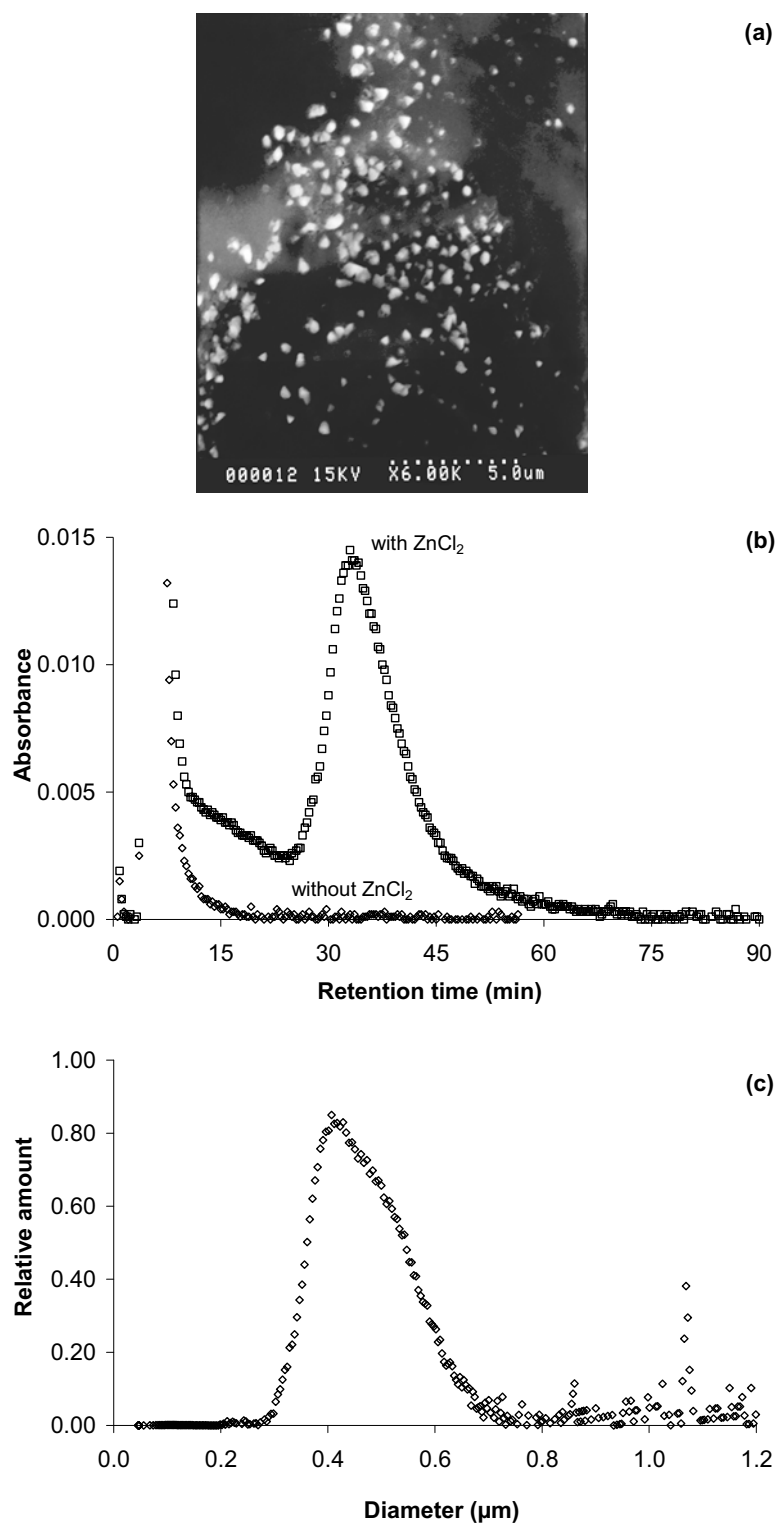 (a)
000012 15KV X6.00K 5.0um
(b)
with ZnCl₂
without ZnCl₂
Absorbance
0.015
0.010
0.005
0.000
0 15 30 45 60 75 90
Retention time (min)
(c)
Relative amount
1.00
0.80
0.60
0.40
0.20
0.00
0.0 0.2 0.4 0.6 0.8 1.0 1.2
Diameter (µm)